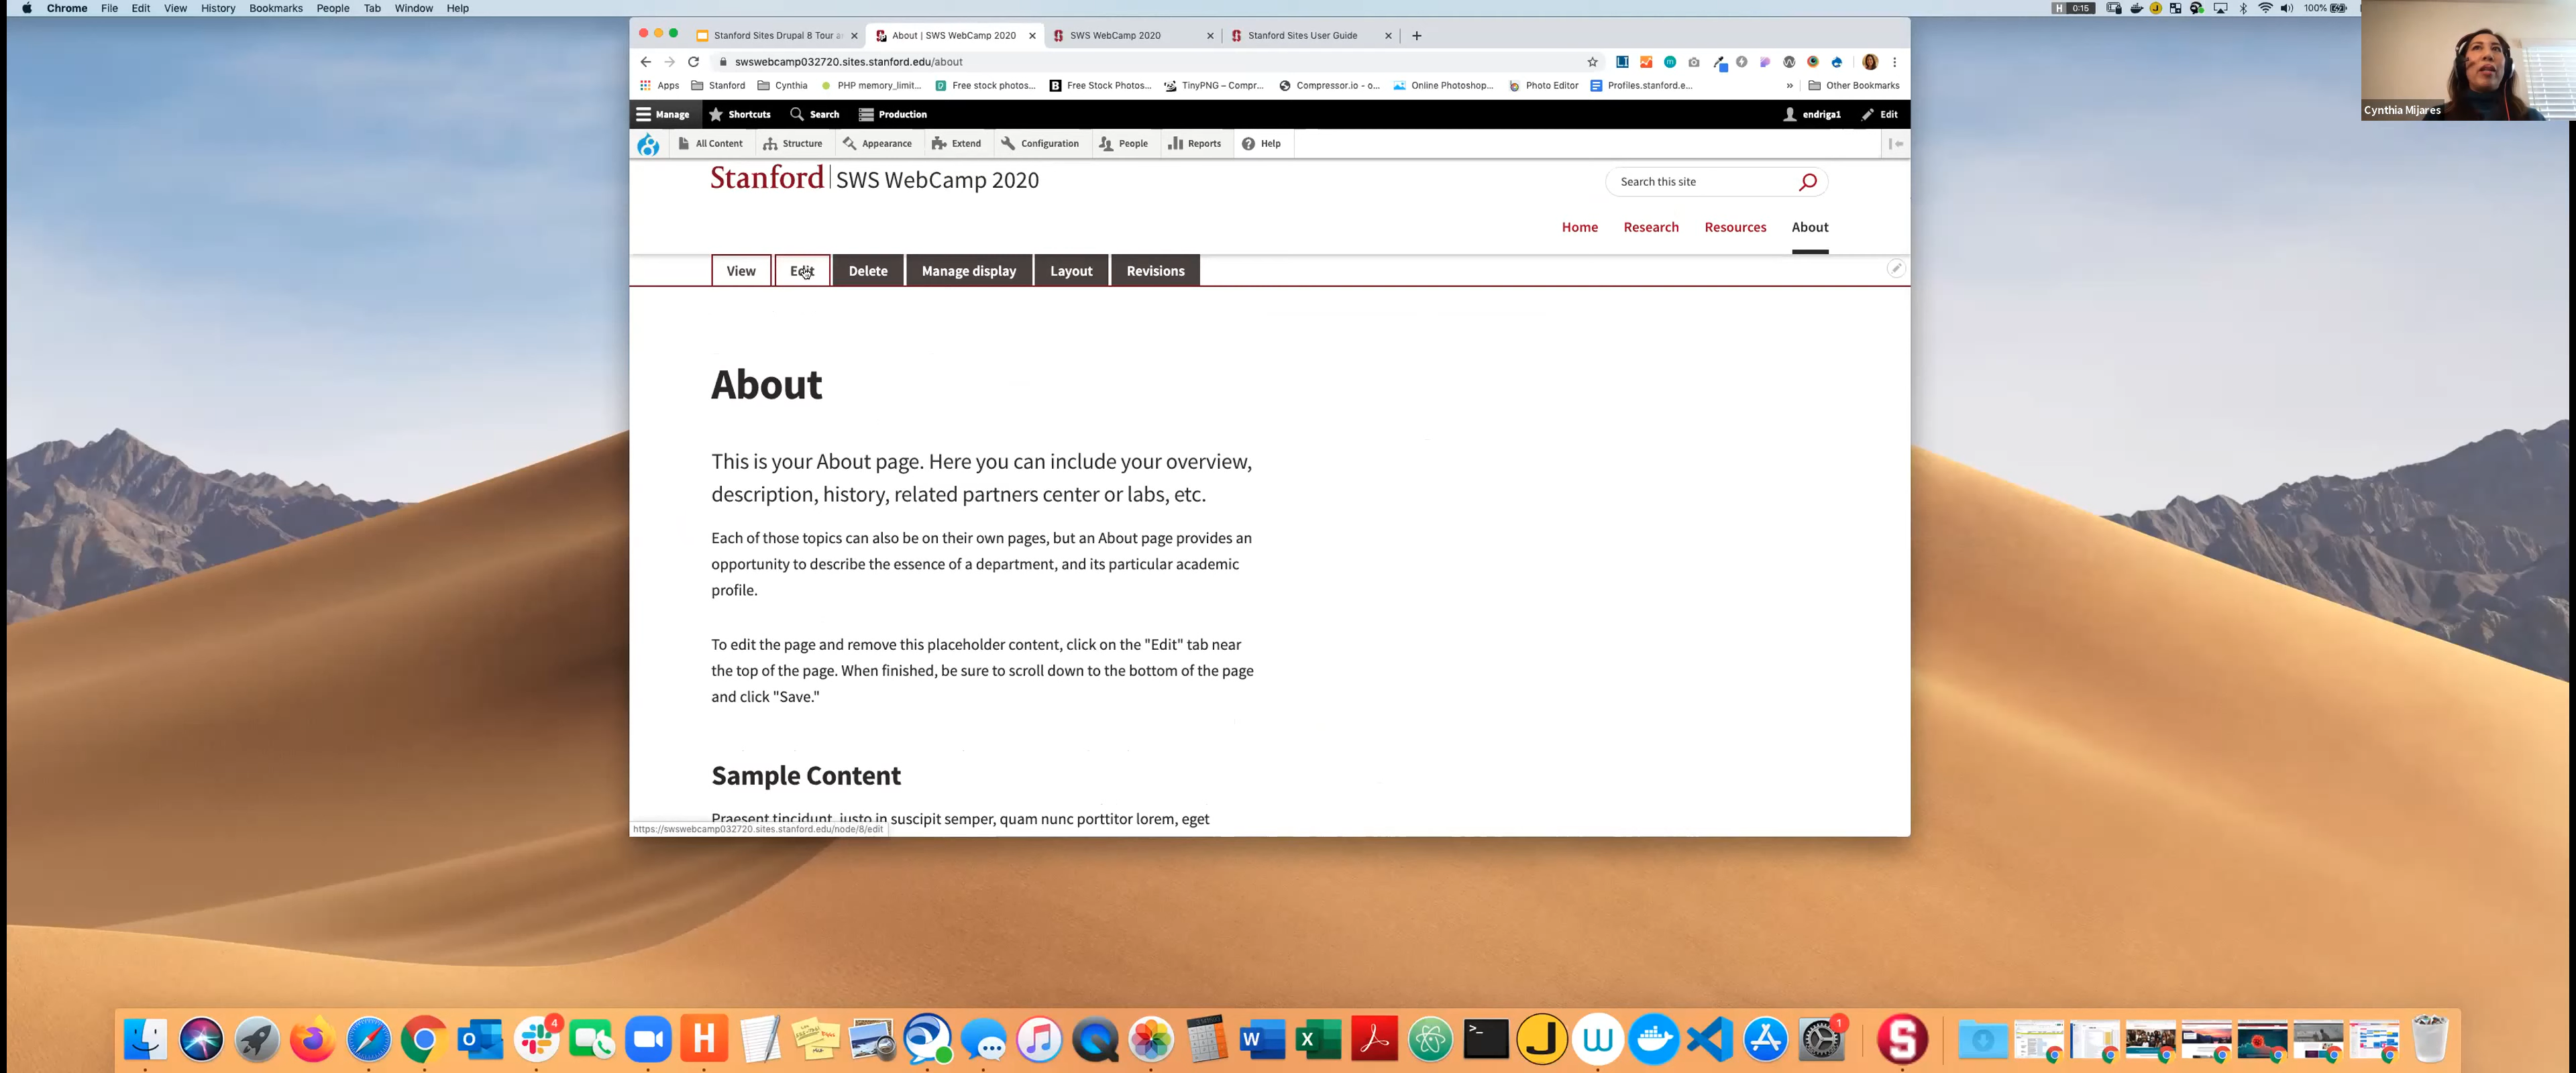 Chrome File Edit View History Bookmarks People Tab Window Help
H 0:15 100%
Stanford Sites Drupal 8 Tour a
About | SWS WebCamp 2020
SWS WebCamp 2020
Stanford Sites User Guide
swswebcamp032720.sites.stanford.edu/about
Apps Stanford Cynthia PHP memory_limit... Free stock photos... Free Stock Photos... TinyPNG – Compr... Compressor.io - o... Online Photoshop... Photo Editor Profiles.stanford.e... » Other Bookmarks
Cynthia Mijares
Manage Shortcuts Search Production endriga1 Edit
All Content Structure Appearance Extend Configuration People Reports Help
Stanford | SWS WebCamp 2020
Search this site
Home Research Resources About
View Edit Delete Manage display Layout Revisions
About
This is your About page. Here you can include your overview,
description, history, related partners center or labs, etc.
Each of those topics can also be on their own pages, but an About page provides an
opportunity to describe the essence of a department, and its particular academic
profile.
To edit the page and remove this placeholder content, click on the "Edit" tab near
the top of the page. When finished, be sure to scroll down to the bottom of the page
and click "Save."
Sample Content
Praesent tincidunt, justo in suscipit semper, quam nunc porttitor lorem, eget
https://swswebcamp032720.sites.stanford.edu/node/8/edit
4
1